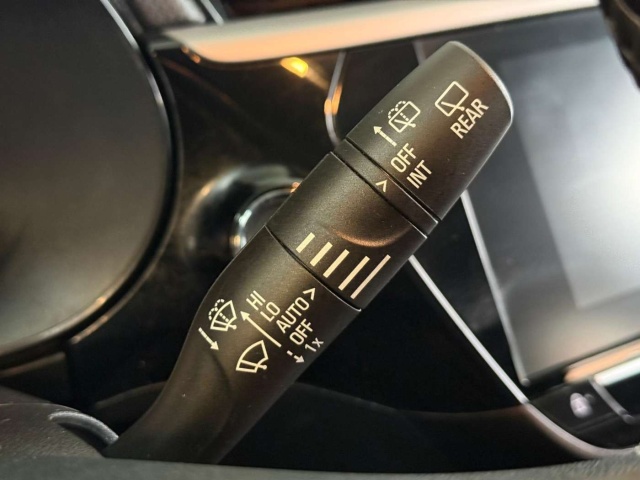 REAR
OFF
INT
HI
LO
AUTO >
OFF
1x